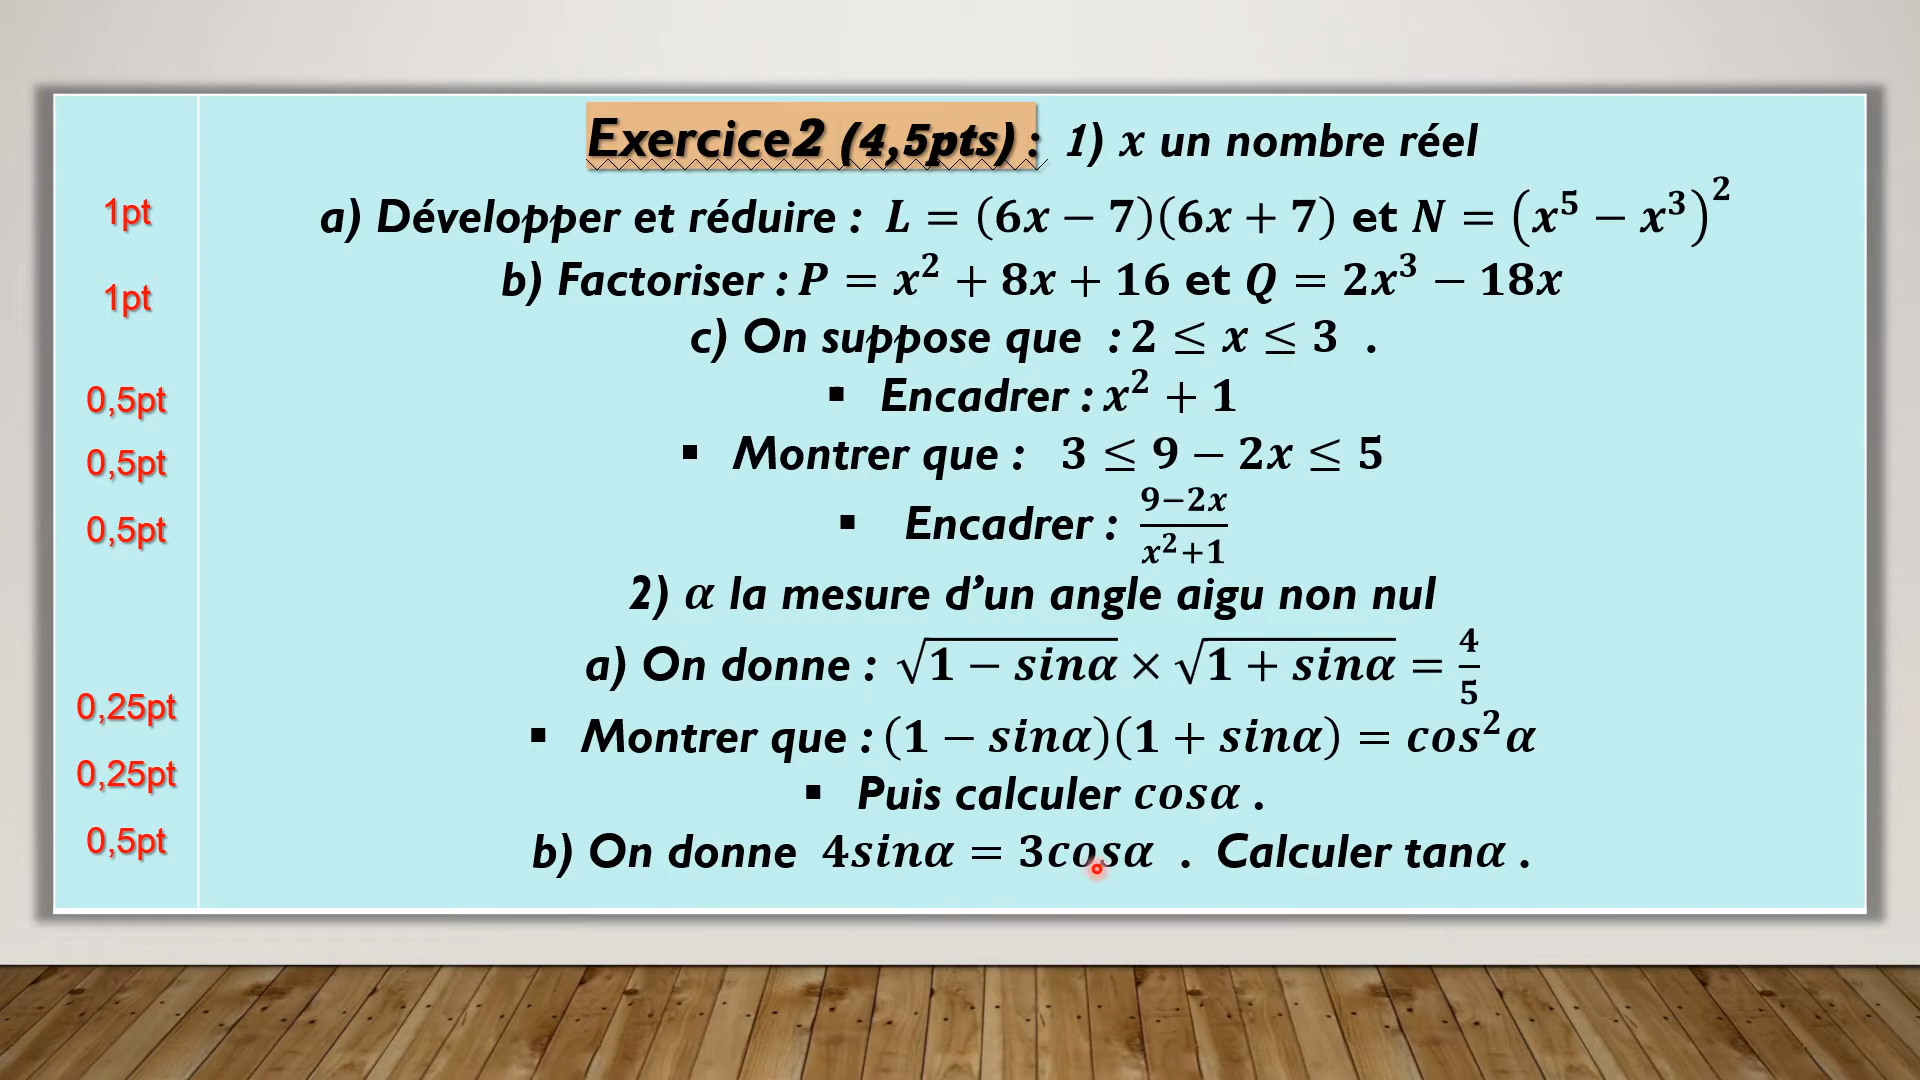 Exercice2 (4,5pts) : 1) x un nombre réel
1pt
a) Développer et réduire : L = (6x − 7)(6x + 7) et N = (x⁵ − x³)²
1pt
b) Factoriser : P = x² + 8x + 16 et Q = 2x³ − 18x
c) On suppose que : 2 ≤ x ≤ 3 .
0,5pt
▪ Encadrer : x² + 1
0,5pt
▪ Montrer que : 3 ≤ 9 − 2x ≤ 5
0,5pt
▪ Encadrer : (9−2x)/(x²+1)
2) α la mesure d’un angle aigu non nul
a) On donne : √(1 − sinα) × √(1 + sinα) = 4/5
0,25pt
▪ Montrer que : (1 − sinα)(1 + sinα) = cos²α
0,25pt
▪ Puis calculer cosα .
0,5pt
b) On donne 4sinα = 3cosα . Calculer tanα .